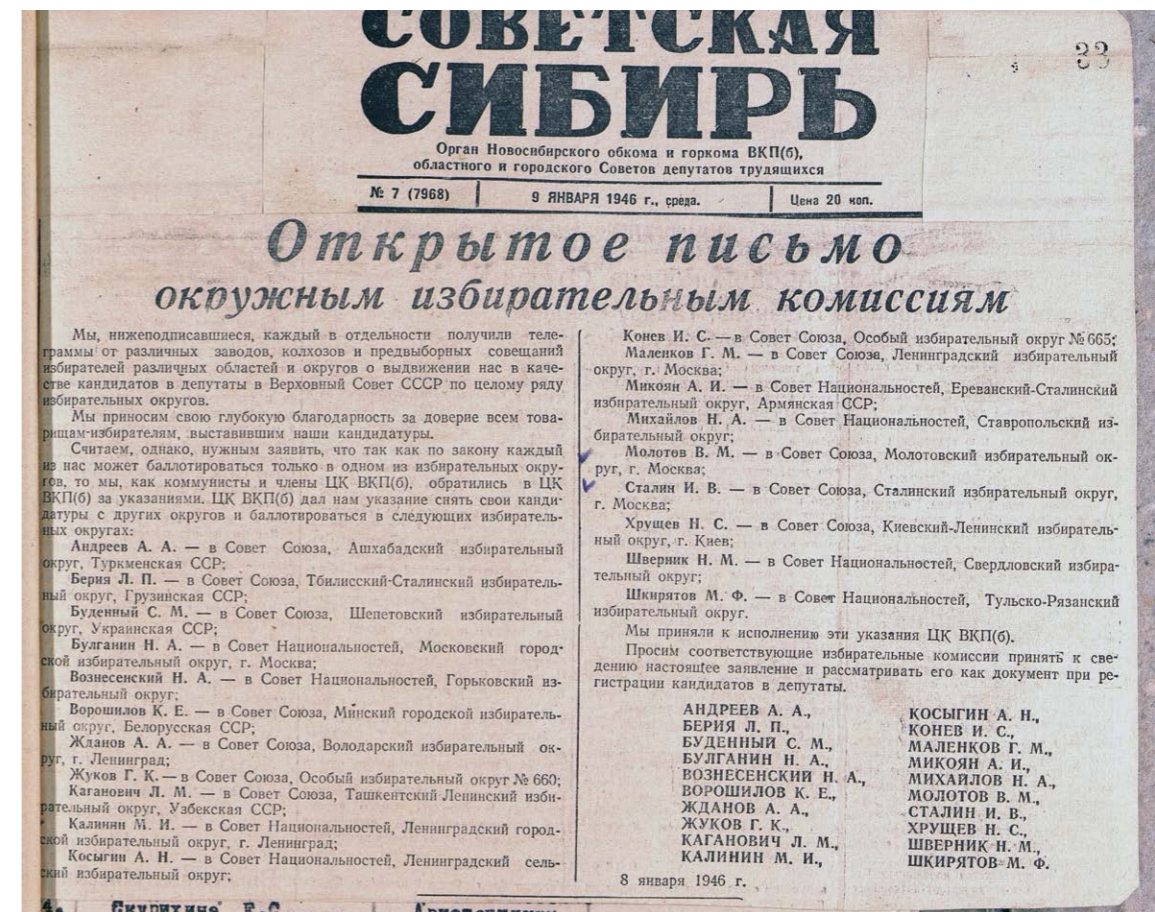 СОВЕТСКАЯ
СИБИРЬ
33
Орган Новосибирского обкома и горкома ВКП(б),
областного и городского Советов депутатов трудящихся
№ 7 (7968)
9 ЯНВАРЯ 1946 г., среда.
Цена 20 коп.
Открытое письмо
окружным избирательным комиссиям
Мы, нижеподписавшиеся, каждый в отдельности получили теле-
граммы от различных заводов, колхозов и предвыборных совещаний
избирателей различных областей и округов о выдвижении нас в каче-
стве кандидатов в депутаты в Верховный Совет СССР по целому ряду
избирательных округов.
Мы приносим свою глубокую благодарность за доверие всем това-
рищам-избирателям, выставившим наши кандидатуры.
Считаем, однако, нужным заявить, что так как по закону каждый
из нас может баллотироваться только в одном из избирательных окру-
гов, то мы, как коммунисты и члены ЦК ВКП(б), обратились в ЦК
ВКП(б) за указаниями. ЦК ВКП(б) дал нам указание снять свои канди-
датуры с других округов и баллотироваться в следующих избиратель-
ных округах:
Андреев А. А. — в Совет Союза, Ашхабадский избирательный
округ, Туркменская ССР;
Берия Л. П. — в Совет Союза, Тбилисский-Сталинский избиратель-
ный округ, Грузинская ССР;
Буденный С. М. — в Совет Союза, Шепетовский избирательный
округ, Украинская ССР;
Булганин Н. А. — в Совет Национальностей, Московский город-
ской избирательный округ, г. Москва;
Вознесенский Н. А. — в Совет Национальностей, Горьковский из-
бирательный округ;
Ворошилов К. Е. — в Совет Союза, Минский городской избиратель-
ный округ, Белорусская ССР;
Жданов А. А. — в Совет Союза, Володарский избирательный ок-
руг, г. Ленинград;
Жуков Г. К. — в Совет Союза, Особый избирательный округ № 660;
Каганович Л. М. — в Совет Союза, Ташкентский-Ленинский изби-
рательный округ, Узбекская ССР;
Калинин М. И. — в Совет Национальностей, Ленинградский город-
ской избирательный округ, г. Ленинград;
Косыгин А. Н. — в Совет Национальностей, Ленинградский сель-
ский избирательный округ;
Конев И. С. — в Совет Союза, Особый избирательный округ № 665;
Маленков Г. М. — в Совет Союза, Ленинградский избирательный
округ, г. Москва;
Микоян А. И. — в Совет Национальностей, Ереванский-Сталинский
избирательный округ, Армянская ССР;
Михайлов Н. А. — в Совет Национальностей, Ставропольский из-
бирательный округ;
Молотов В. М. — в Совет Союза, Молотовский избирательный ок-
руг, г. Москва;
Сталин И. В. — в Совет Союза, Сталинский избирательный округ,
г. Москва;
Хрущев Н. С. — в Совет Союза, Киевский-Ленинский избиратель-
ный округ, г. Киев;
Шверник Н. М. — в Совет Национальностей, Свердловский избира-
тельный округ;
Шкирятов М. Ф. — в Совет Национальностей, Тульско-Рязанский
избирательный округ.
Мы приняли к исполнению эти указания ЦК ВКП(б).
Просим соответствующие избирательные комиссии принять к све-
дению настоящее заявление и рассматривать его как документ при ре-
гистрации кандидатов в депутаты.
АНДРЕЕВ А. А.,
БЕРИЯ Л. П.,
БУДЕННЫЙ С. М.,
БУЛГАНИН Н. А.,
ВОЗНЕСЕНСКИЙ Н. А.,
ВОРОШИЛОВ К. Е.,
ЖДАНОВ А. А.,
ЖУКОВ Г. К.,
КАГАНОВИЧ Л. М.,
КАЛИНИН М. И.,
КОСЫГИН А. Н.,
КОНЕВ И. С.,
МАЛЕНКОВ Г. М.,
МИКОЯН А. И.,
МИХАЙЛОВ Н. А.,
МОЛОТОВ В. М.,
СТАЛИН И. В.,
ХРУЩЕВ Н. С.,
ШВЕРНИК Н. М.,
ШКИРЯТОВ М. Ф.
8 января 1946 г.